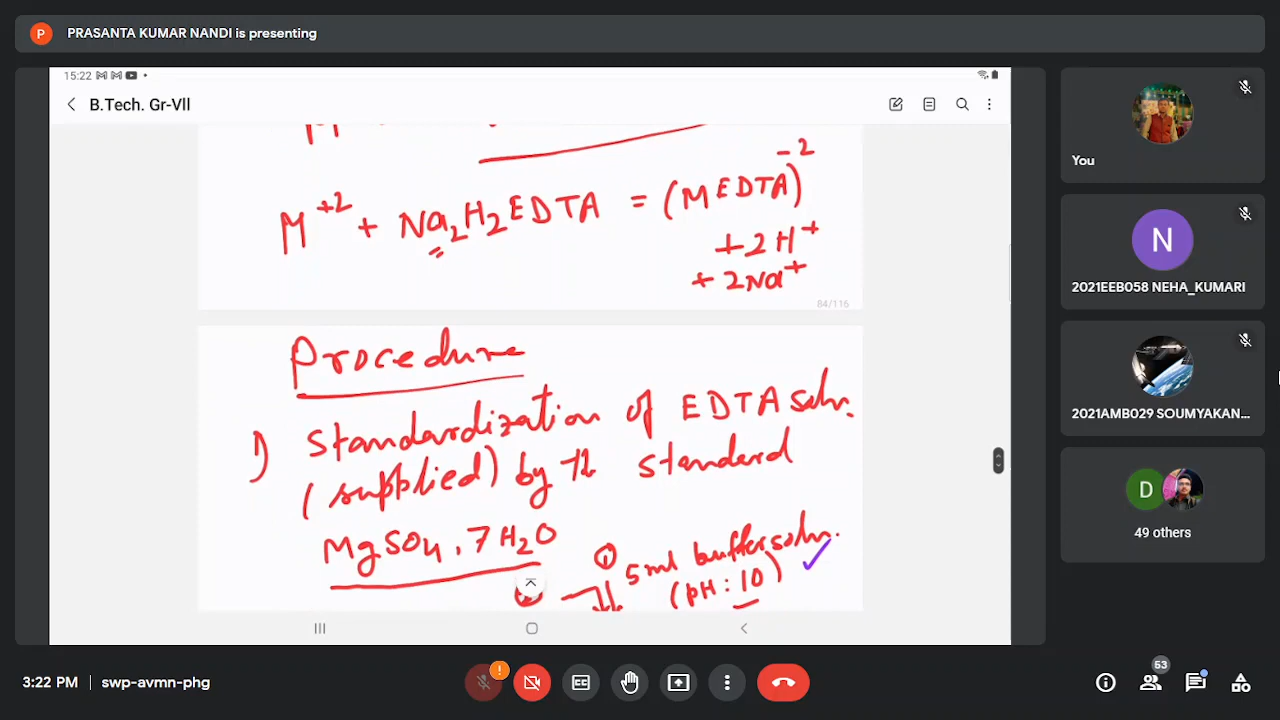 PRASANTA KUMAR NANDI is presenting
15:22
B.Tech. Gr-VII
M+2 + Na2H2EDTA = (MEDTA)-2
+2H+
+ 2Na+
84/116
Procedure
1) Standardization of EDTA soln.
(supplied) by the standard
MgSO4. 7H2O
① 5ml buffer soln.
(pH : 10)
You
N
2021EEB058 NEHA_KUMARI
2021AMB029 SOUMYAKAN...
D
49 others
P
3:22 PM | swp-avmn-phg
53